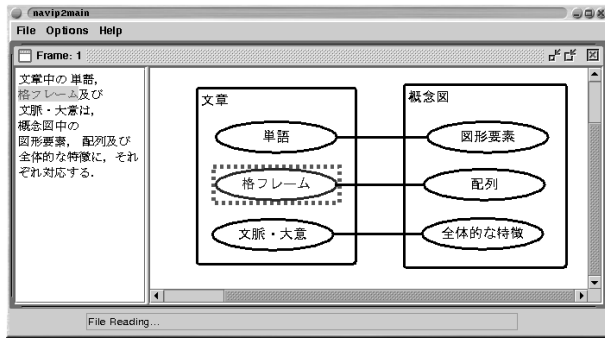 navip2main
File Options Help
Frame: 1
文章中の 単語,
格フレーム及び
文脈・大意は,
概念図中の
図形要素, 配列及び
全体的な特徴に, それ
ぞれ対応する.
文章
概念図
単語
図形要素
格フレーム
配列
文脈・大意
全体的な特徴
File Reading...